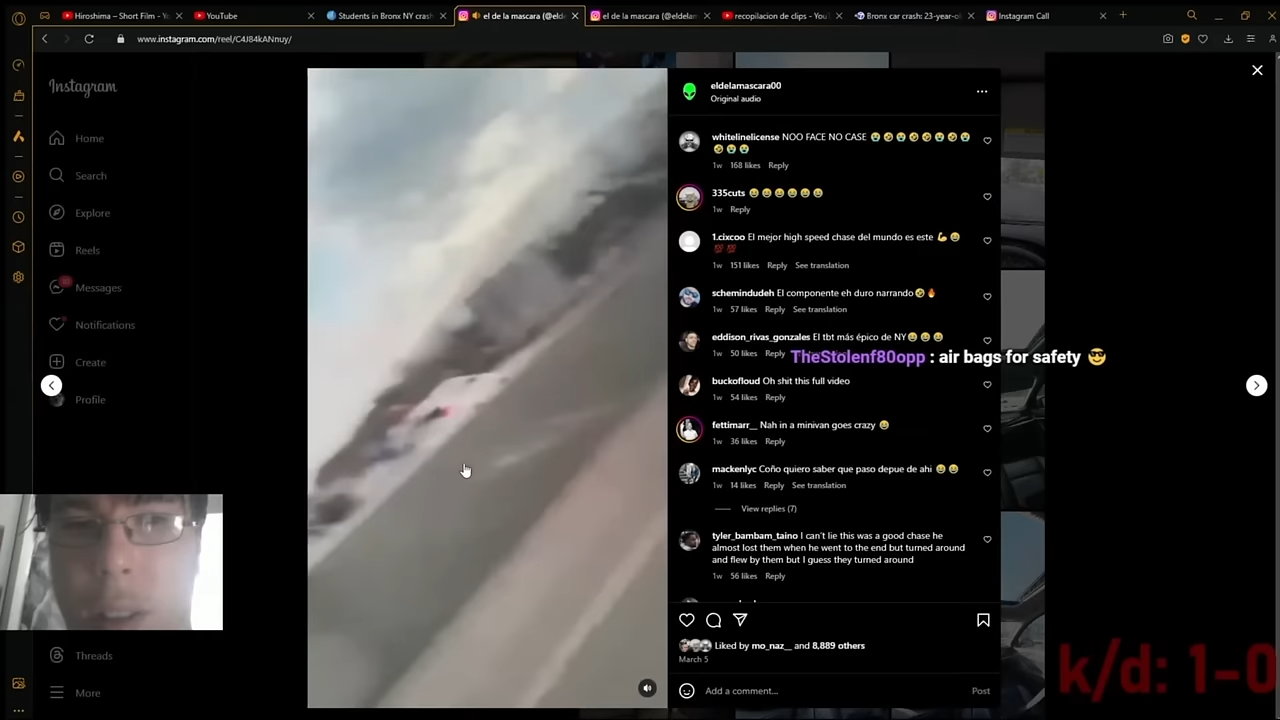 Hiroshima – Short Film - Y
YouTube
Students in Bronx NY crash
el de la mascara (@elde
el de la mascara (@eldelam
recopilacion de clips - YouT
Bronx car crash: 23-year-o
Instagram Call
www.instagram.com/reel/C4J84kANnuy/
Instagram
Home
Search
Explore
Reels
Messages
Notifications
Create
Profile
Threads
More
eldelamascara00
Original audio
whitelinelicense NOO FACE NO CASE 😭🤣😭🤣🤣😭🤣😭
🤣😭😭
1w 168 likes Reply
335cuts 😂😂😂😂😂😂
1w Reply
1.cixcoo El mejor high speed chase del mundo es este 💪😂
💯💯
1w 151 likes Reply See translation
schemindudeh El componente eh duro narrando🤣🔥
1w 57 likes Reply See translation
eddison_rivas_gonzales El tbt más épico de NY😂😂😂
1w 50 likes Reply
TheStolenf80opp : air bags for safety 😎
buckofloud Oh shit this full video
1w 54 likes Reply
fettimarr__ Nah in a minivan goes crazy 😂
1w 36 likes Reply
mackenlyc Coño quiero saber que paso depue de ahi 😂😂
1w 14 likes Reply See translation
View replies (7)
tyler_bambam_taino I can't lie this was a good chase he
almost lost them when he went to the end but turned around
and flew by them but I guess they turned around
1w 56 likes Reply
Liked by mo_naz__ and 8,889 others
March 5
Add a comment...
Post
k/d: 1-0